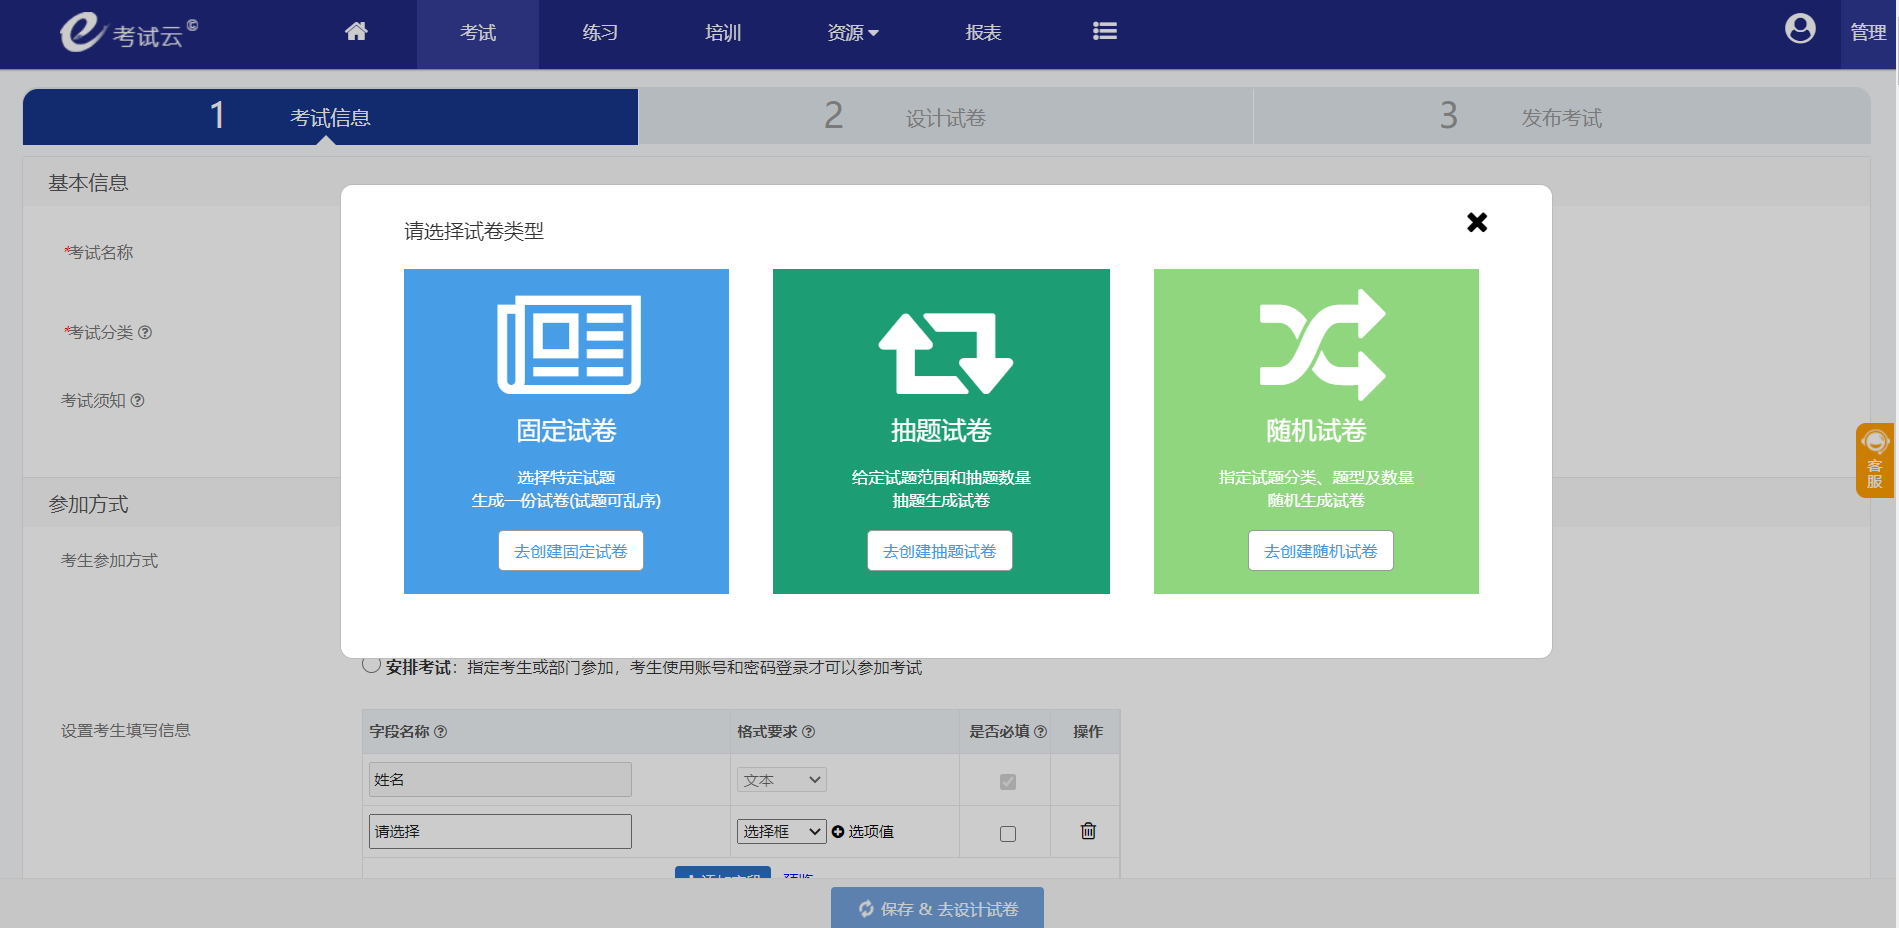 考试云©
考试
练习
培训
资源
报表
管理
1 考试信息
2 设计试卷
3 发布考试
基本信息
*考试名称
*考试分类
考试须知
请选择试卷类型
固定试卷
选择特定试题
生成一份试卷(试题可乱序)
去创建固定试卷
抽题试卷
给定试题范围和抽题数量
抽题生成试卷
去创建抽题试卷
随机试卷
指定试题分类、题型及数量
随机生成试卷
去创建随机试卷
客服
参加方式
考生参加方式
安排考试：指定考生或部门参加，考生使用账号和密码登录才可以参加考试
设置考生填写信息
字段名称 格式要求 是否必填 操作
姓名 文本
请选择 选择框 选项值
添加字段 预览
保存 & 去设计试卷